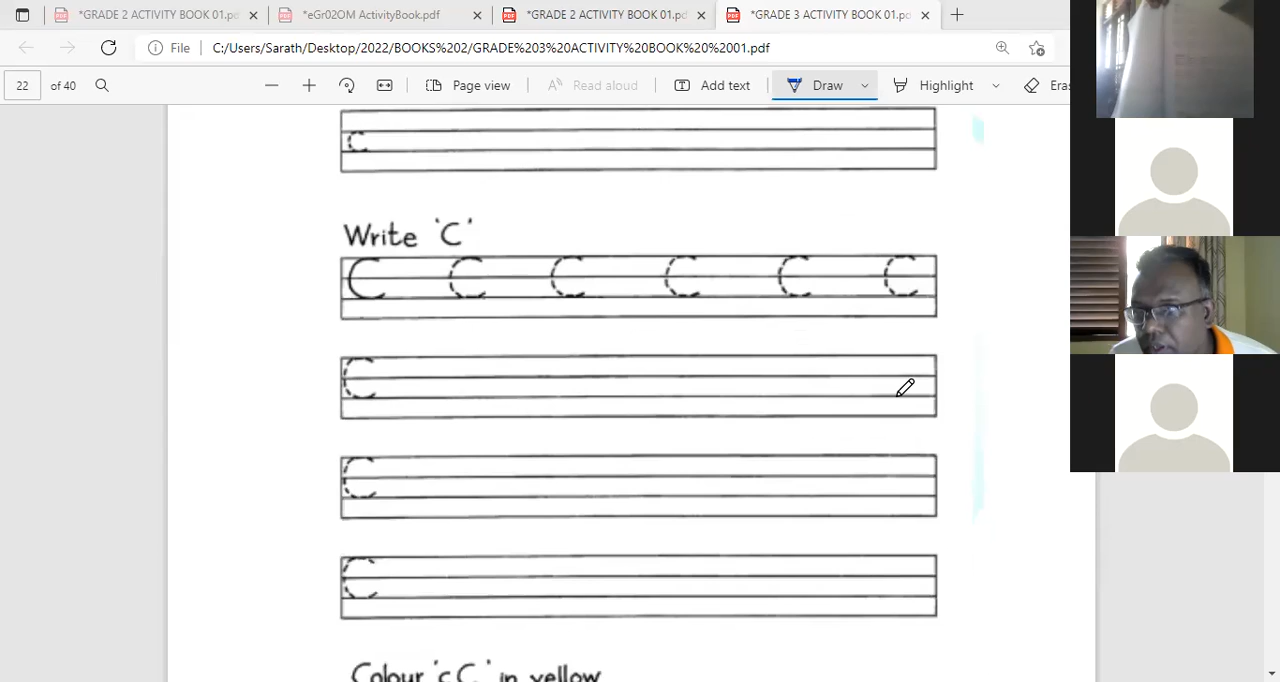 *GRADE 2 ACTIVITY BOOK 01.pd
*eGr02OM ActivityBook.pdf
*GRADE 2 ACTIVITY BOOK 01.pd
*GRADE 3 ACTIVITY BOOK 01.pd
File C:/Users/Sarath/Desktop/2022/BOOKS%202/GRADE%203%20ACTIVITY%20BOOK%20%2001.pdf
22 of 40 Page view Read aloud Add text Draw Highlight Eras
c
Write 'C'
C C C C C C
C
C
C
Colour 'cC' in yellow